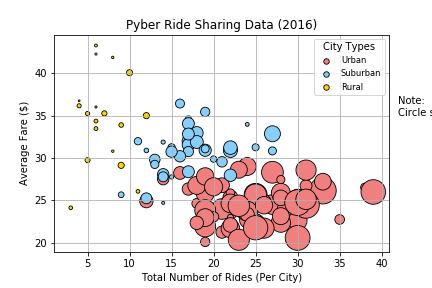 Pyber Ride Sharing Data (2016)
City Types
Urban
Suburban
Rural
Note:
Circle s
Average Fare ($)
40
35
30
25
20
5 10 15 20 25 30 35 40
Total Number of Rides (Per City)